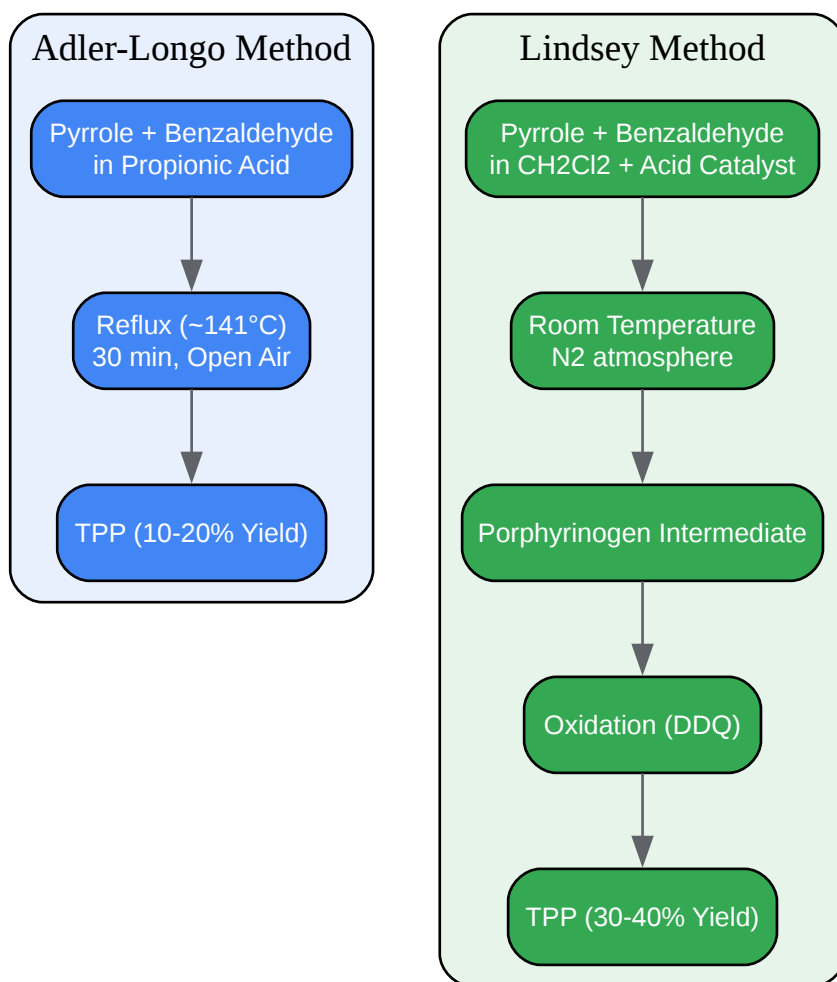 Adler-Longo Method
Pyrrole + Benzaldehyde
in Propionic Acid
Reflux (~141°C)
30 min, Open Air
TPP (10-20% Yield)
Lindsey Method
Pyrrole + Benzaldehyde
in CH2Cl2 + Acid Catalyst
Room Temperature
N2 atmosphere
Porphyrinogen Intermediate
Oxidation (DDQ)
TPP (30-40% Yield)